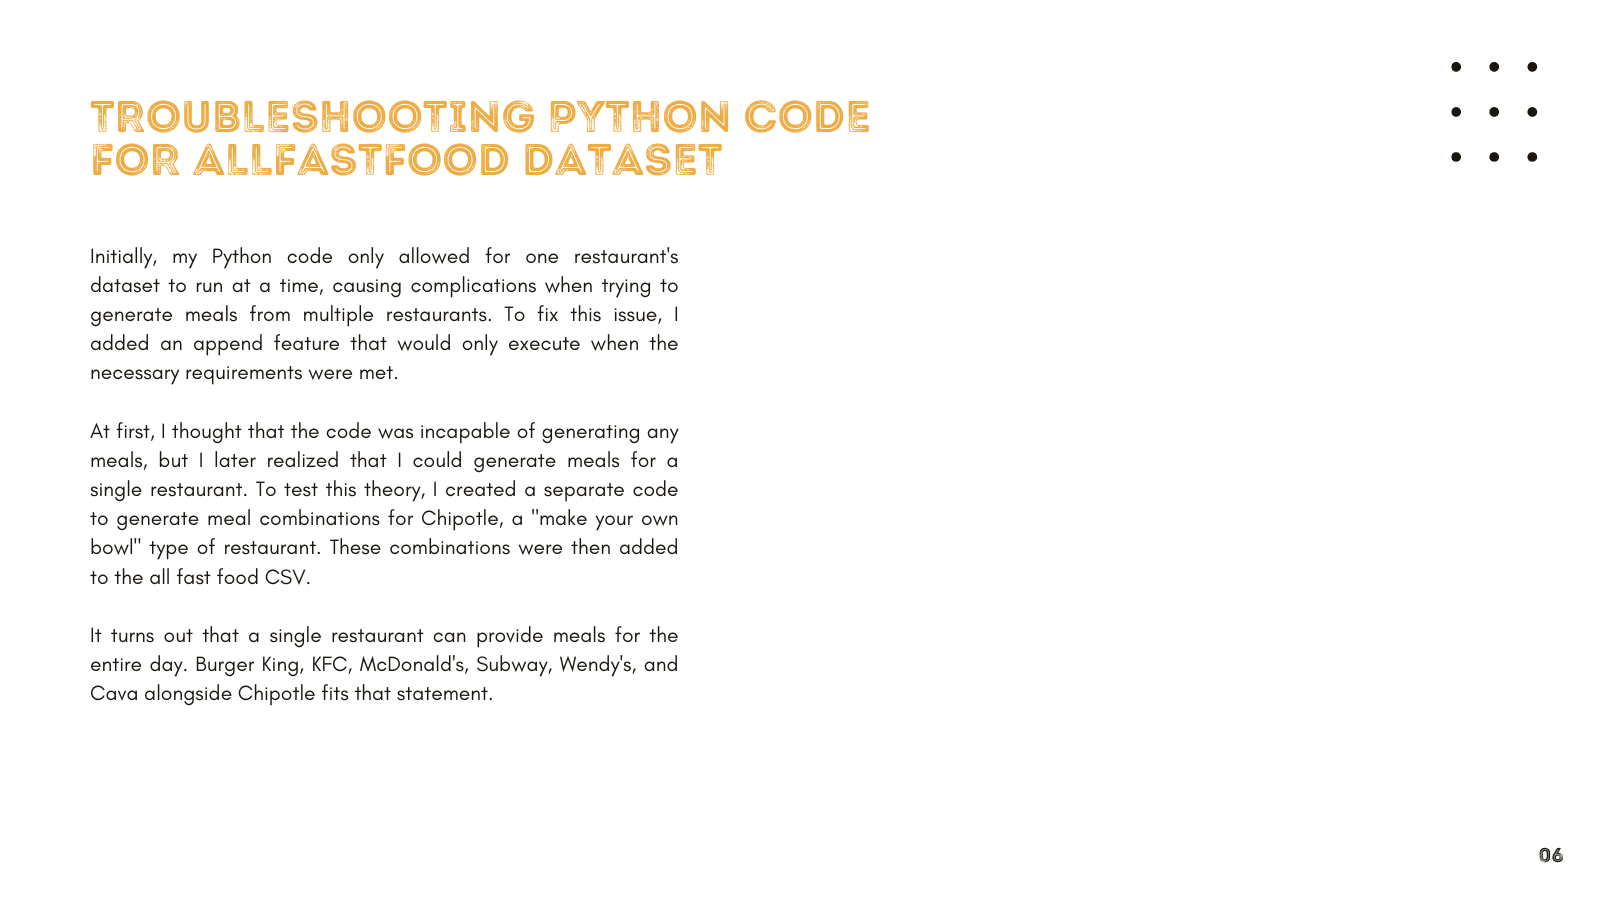 TROUBLESHOOTING PYTHON CODE
FOR ALLFASTFOOD DATASET
Initially, my Python code only allowed for one restaurant's
dataset to run at a time, causing complications when trying to
generate meals from multiple restaurants. To fix this issue, I
added an append feature that would only execute when the
necessary requirements were met.
At first, I thought that the code was incapable of generating any
meals, but I later realized that I could generate meals for a
single restaurant. To test this theory, I created a separate code
to generate meal combinations for Chipotle, a "make your own
bowl" type of restaurant. These combinations were then added
to the all fast food CSV.
It turns out that a single restaurant can provide meals for the
entire day. Burger King, KFC, McDonald's, Subway, Wendy's, and
Cava alongside Chipotle fits that statement.
06